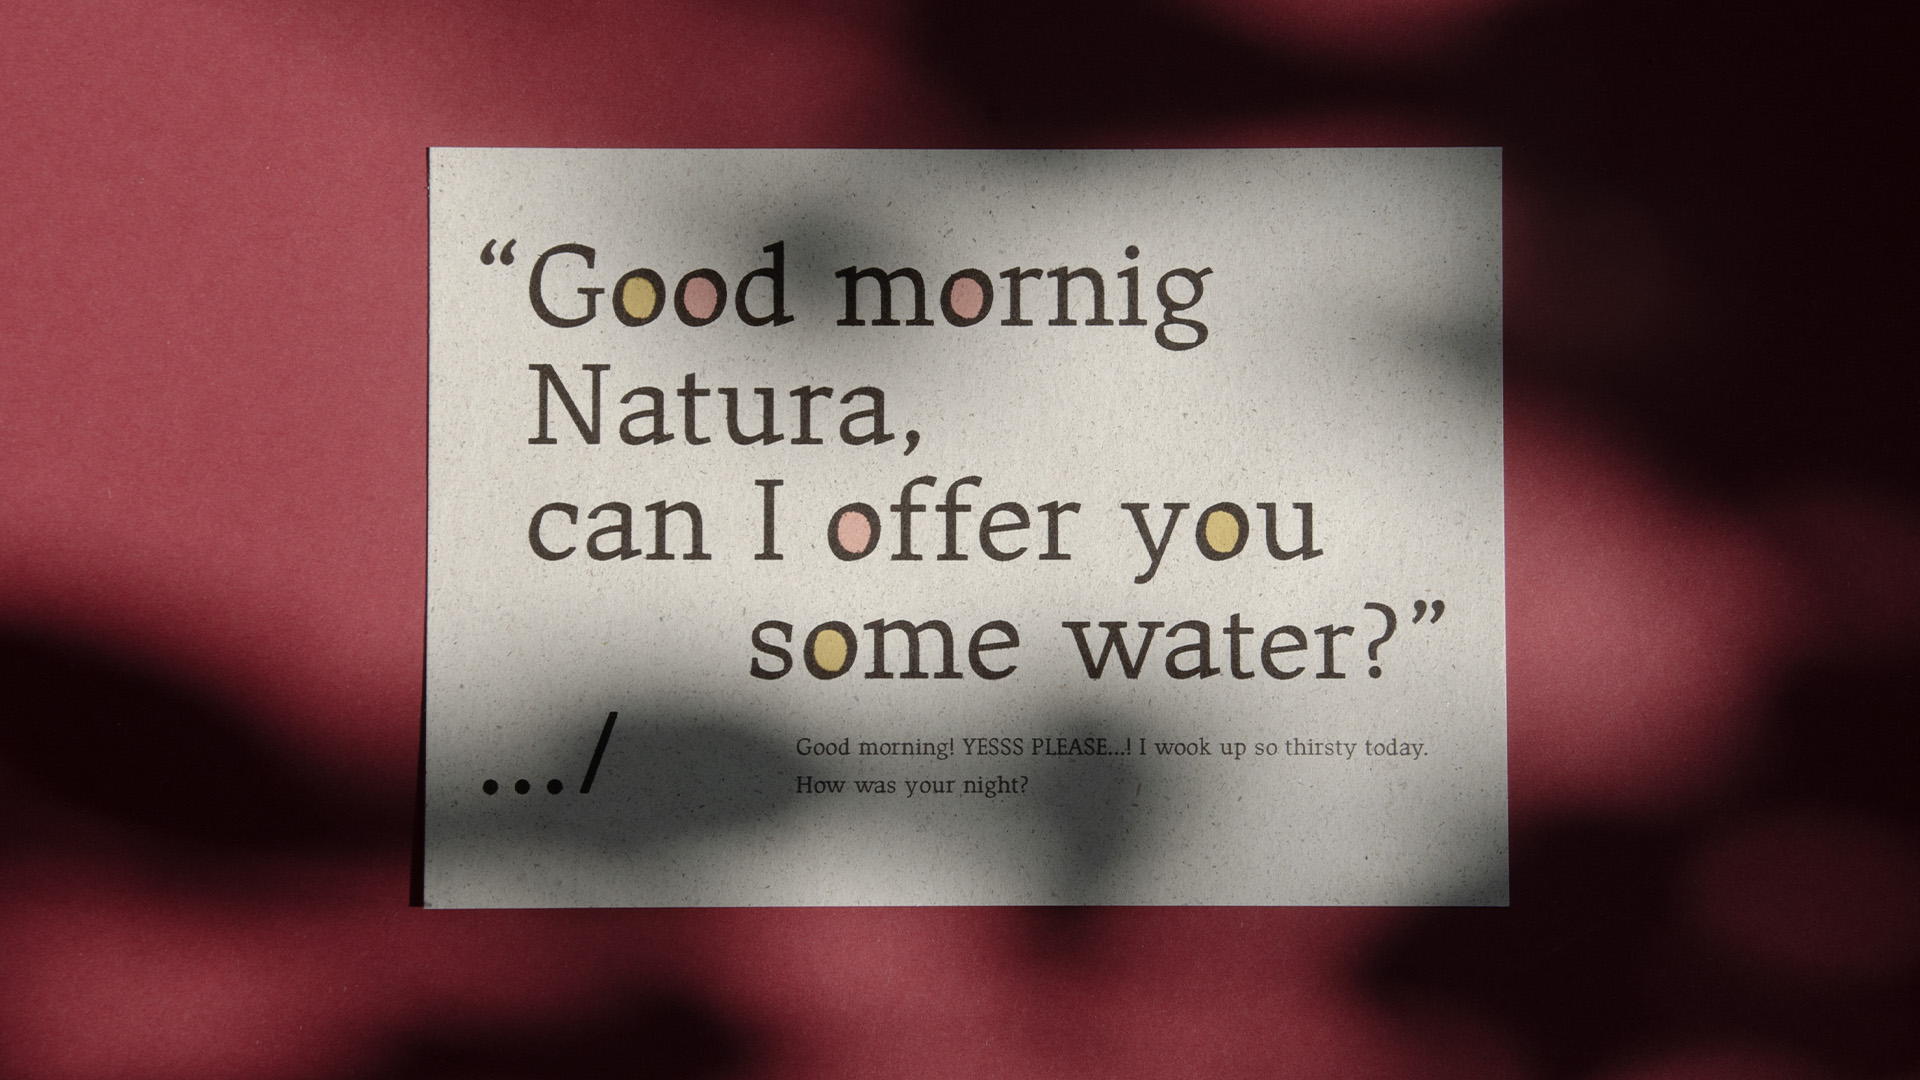 “Good mornig
Natura,
can I offer you
some water?”
.../
Good morning! YESSS PLEASE...! I wook up so thirsty today.
How was your night?